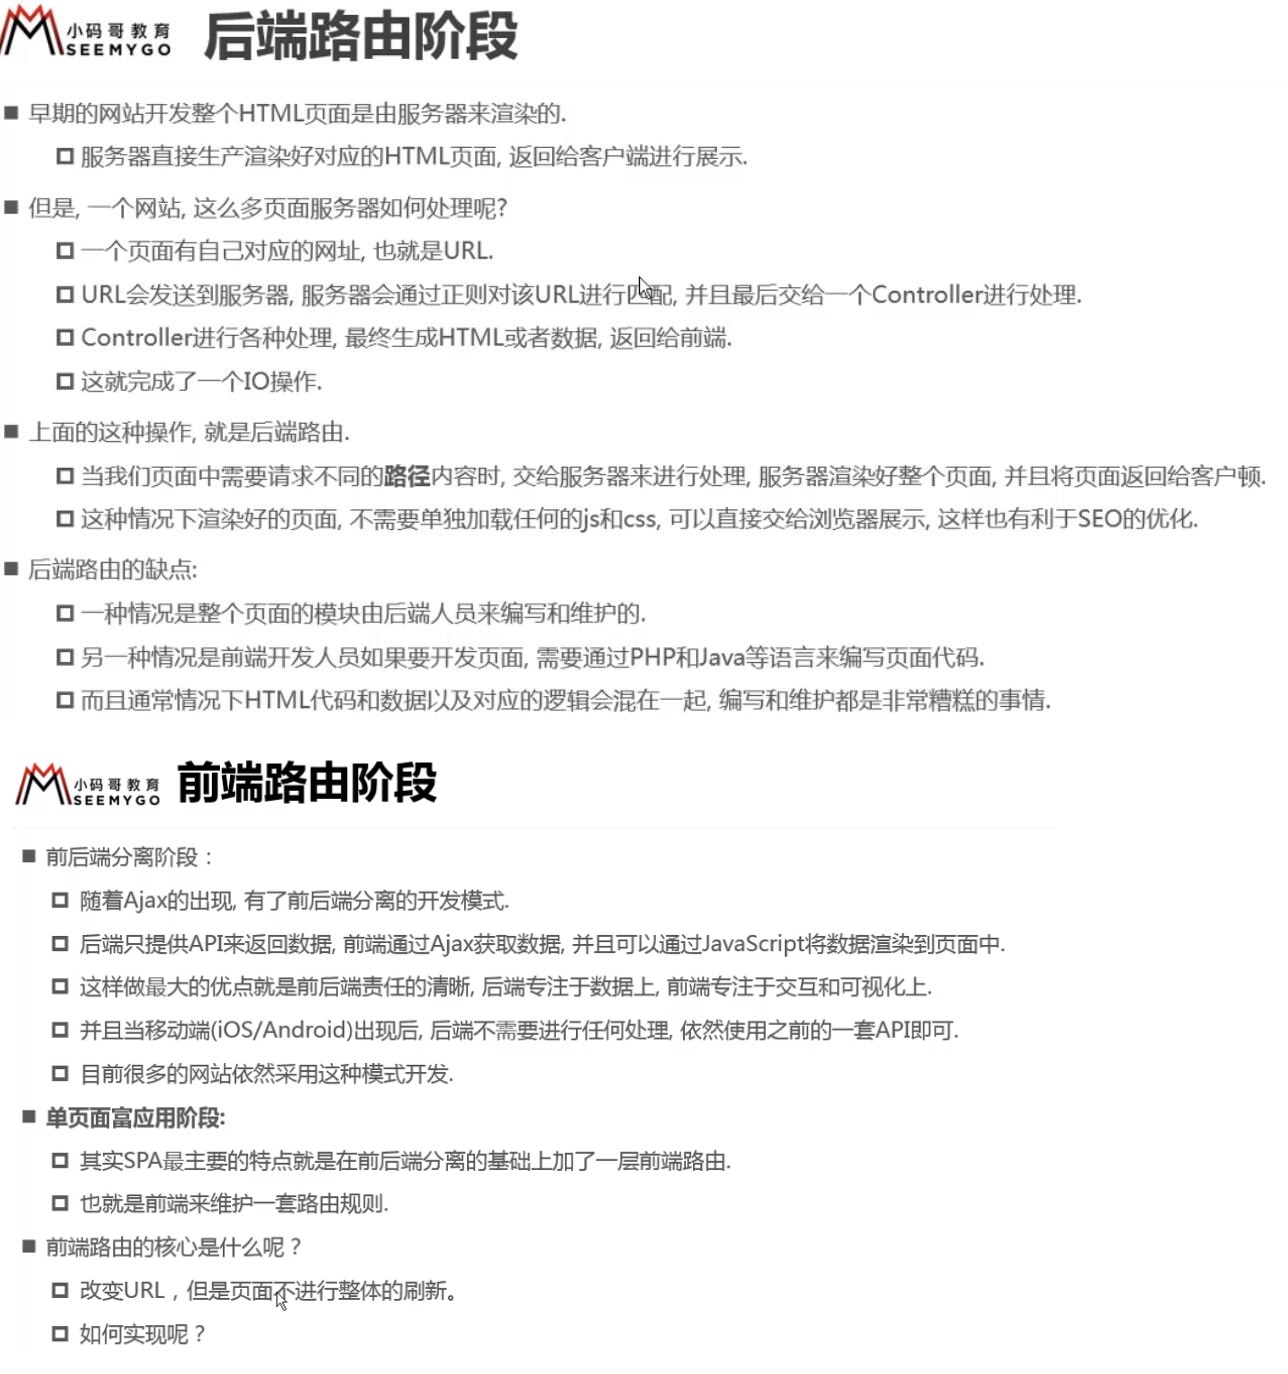 小码哥教育
SEEMYGO
后端路由阶段
早期的网站开发整个HTML页面是由服务器来渲染的.
服务器直接生产渲染好对应的HTML页面, 返回给客户端进行展示.
但是, 一个网站, 这么多页面服务器如何处理呢?
一个页面有自己对应的网址, 也就是URL.
URL会发送到服务器, 服务器会通过正则对该URL进行匹配, 并且最后交给一个Controller进行处理.
Controller进行各种处理, 最终生成HTML或者数据, 返回给前端.
这就完成了一个IO操作.
上面的这种操作, 就是后端路由.
当我们页面中需要请求不同的路径内容时, 交给服务器来进行处理, 服务器渲染好整个页面, 并且将页面返回给客户顿.
这种情况下渲染好的页面, 不需要单独加载任何的js和css, 可以直接交给浏览器展示, 这样也有利于SEO的优化.
后端路由的缺点:
一种情况是整个页面的模块由后端人员来编写和维护的.
另一种情况是前端开发人员如果要开发页面, 需要通过PHP和Java等语言来编写页面代码.
而且通常情况下HTML代码和数据以及对应的逻辑会混在一起, 编写和维护都是非常糟糕的事情.
小码哥教育
SEEMYGO
前端路由阶段
前后端分离阶段：
随着Ajax的出现, 有了前后端分离的开发模式.
后端只提供API来返回数据, 前端通过Ajax获取数据, 并且可以通过JavaScript将数据渲染到页面中.
这样做最大的优点就是前后端责任的清晰, 后端专注于数据上, 前端专注于交互和可视化上.
并且当移动端(iOS/Android)出现后, 后端不需要进行任何处理, 依然使用之前的一套API即可.
目前很多的网站依然采用这种模式开发.
单页面富应用阶段:
其实SPA最主要的特点就是在前后端分离的基础上加了一层前端路由.
也就是前端来维护一套路由规则.
前端路由的核心是什么呢？
改变URL，但是页面不进行整体的刷新。
如何实现呢？